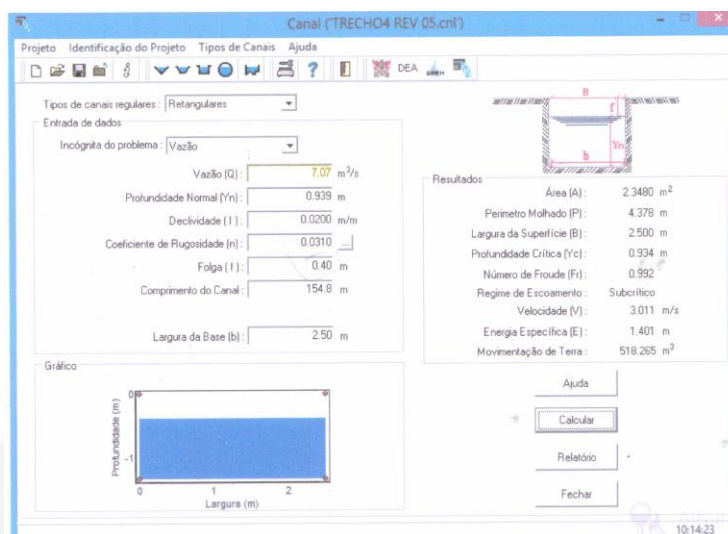 Canal ('TRECHO4 REV 05.cnl')
Projeto Identificação do Projeto Tipos de Canais Ajuda
? DEA
Tipos de canais regulares : Retangulares
Entrada de dados
Incógnita do problema : Vazão
Vazão (Q) : 7.07 m³/s
Profundidade Normal (Yn) : 0.939 m
Declividade ( I ) : 0.0200 m/m
Coeficiente de Rugosidade (n) : 0.0310 ...
Folga ( f ) : 0.40 m
Comprimento do Canal : 154.8 m
Largura da Base (b) : 2.50 m
B
f
Yn
b
Resultados
Área (A) : 2.3480 m²
Perímetro Molhado (P) : 4.378 m
Largura da Superfície (B) : 2.500 m
Profundidade Crítica (Yc) : 0.934 m
Número de Froude (Fr) : 0.992
Regime de Escoamento : Subcrítico
Velocidade (V) : 3.011 m/s
Energia Específica (E) : 1.401 m
Movimentação de Terra : 518.265 m³
Gráfico
Profundidade (m)
0
-1
0 1 2
Largura (m)
Ajuda
Calcular
Relatório
Fechar
10:14:23